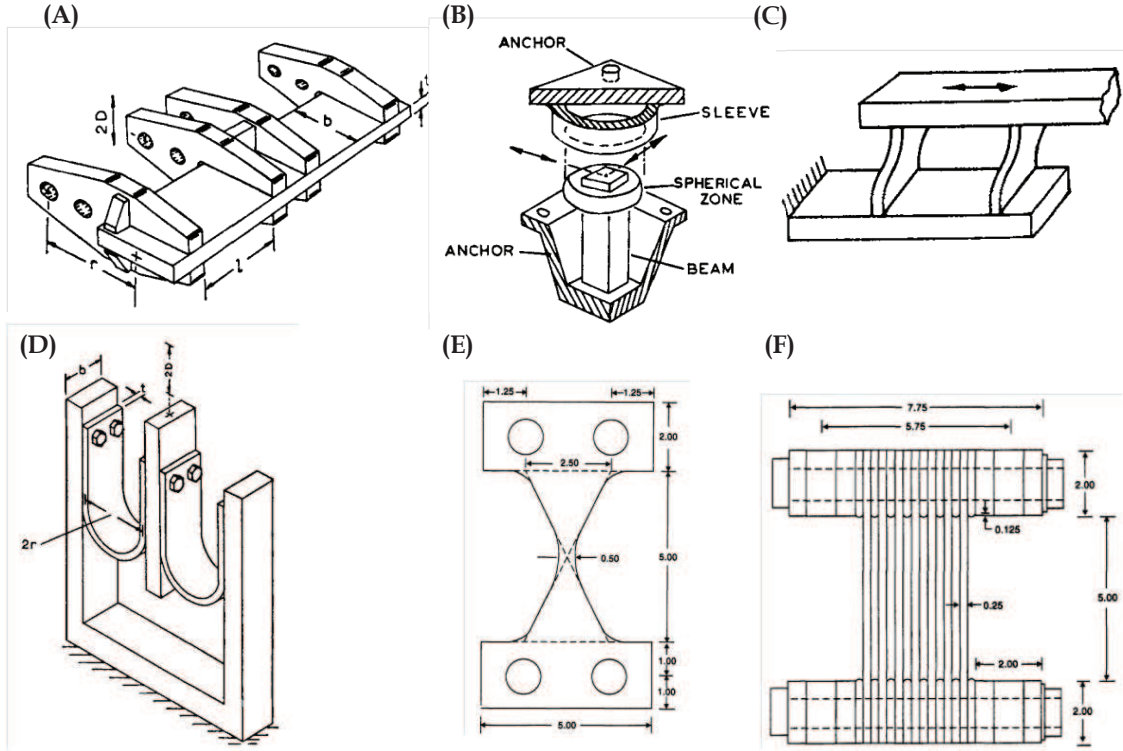 (A)
2D
b
t
r
l
(B)
ANCHOR
SLEEVE
SPHERICAL
ZONE
ANCHOR
BEAM
(C)
(D)
b
t
2D
2r
(E)
1.25
1.25
2.00
2.50
0.50
5.00
1.00
1.00
5.00
(F)
7.75
5.75
2.00
0.125
5.00
0.25
2.00
2.00